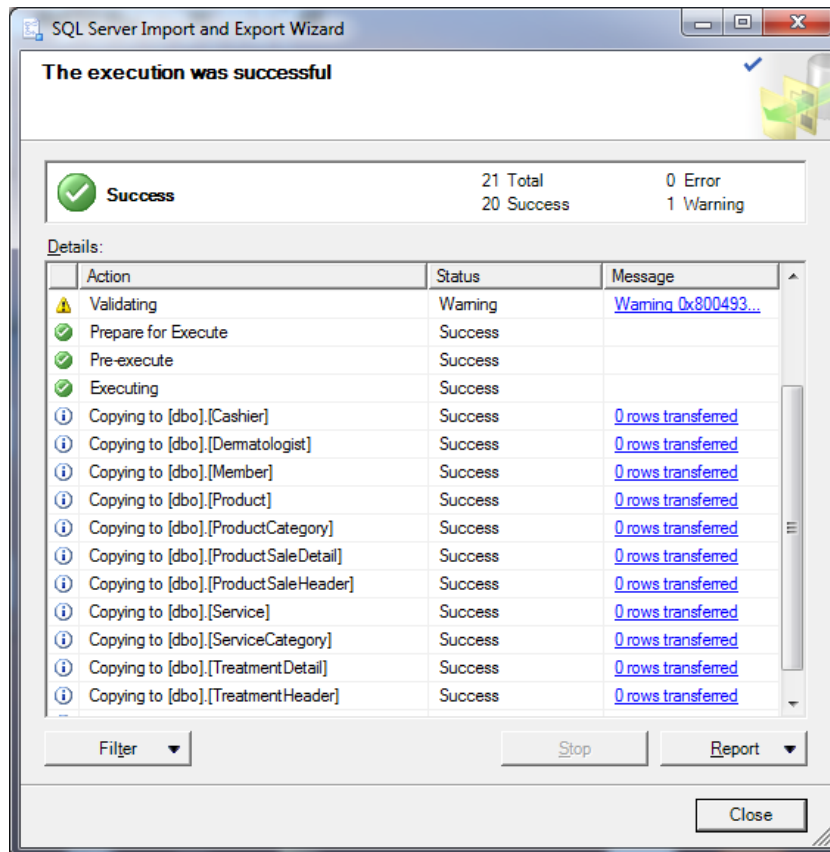 SQL Server Import and Export Wizard
The execution was successful
Success
21 Total
0 Error
20 Success
1 Warning
Details:
Action Status Message
Validating Warning Warning 0x800493...
Prepare for Execute Success
Pre-execute Success
Executing Success
Copying to [dbo].[Cashier] Success 0 rows transferred
Copying to [dbo].[Dermatologist] Success 0 rows transferred
Copying to [dbo].[Member] Success 0 rows transferred
Copying to [dbo].[Product] Success 0 rows transferred
Copying to [dbo].[ProductCategory] Success 0 rows transferred
Copying to [dbo].[ProductSaleDetail] Success 0 rows transferred
Copying to [dbo].[ProductSaleHeader] Success 0 rows transferred
Copying to [dbo].[Service] Success 0 rows transferred
Copying to [dbo].[ServiceCategory] Success 0 rows transferred
Copying to [dbo].[TreatmentDetail] Success 0 rows transferred
Copying to [dbo].[TreatmentHeader] Success 0 rows transferred
Filter Stop Report
Close